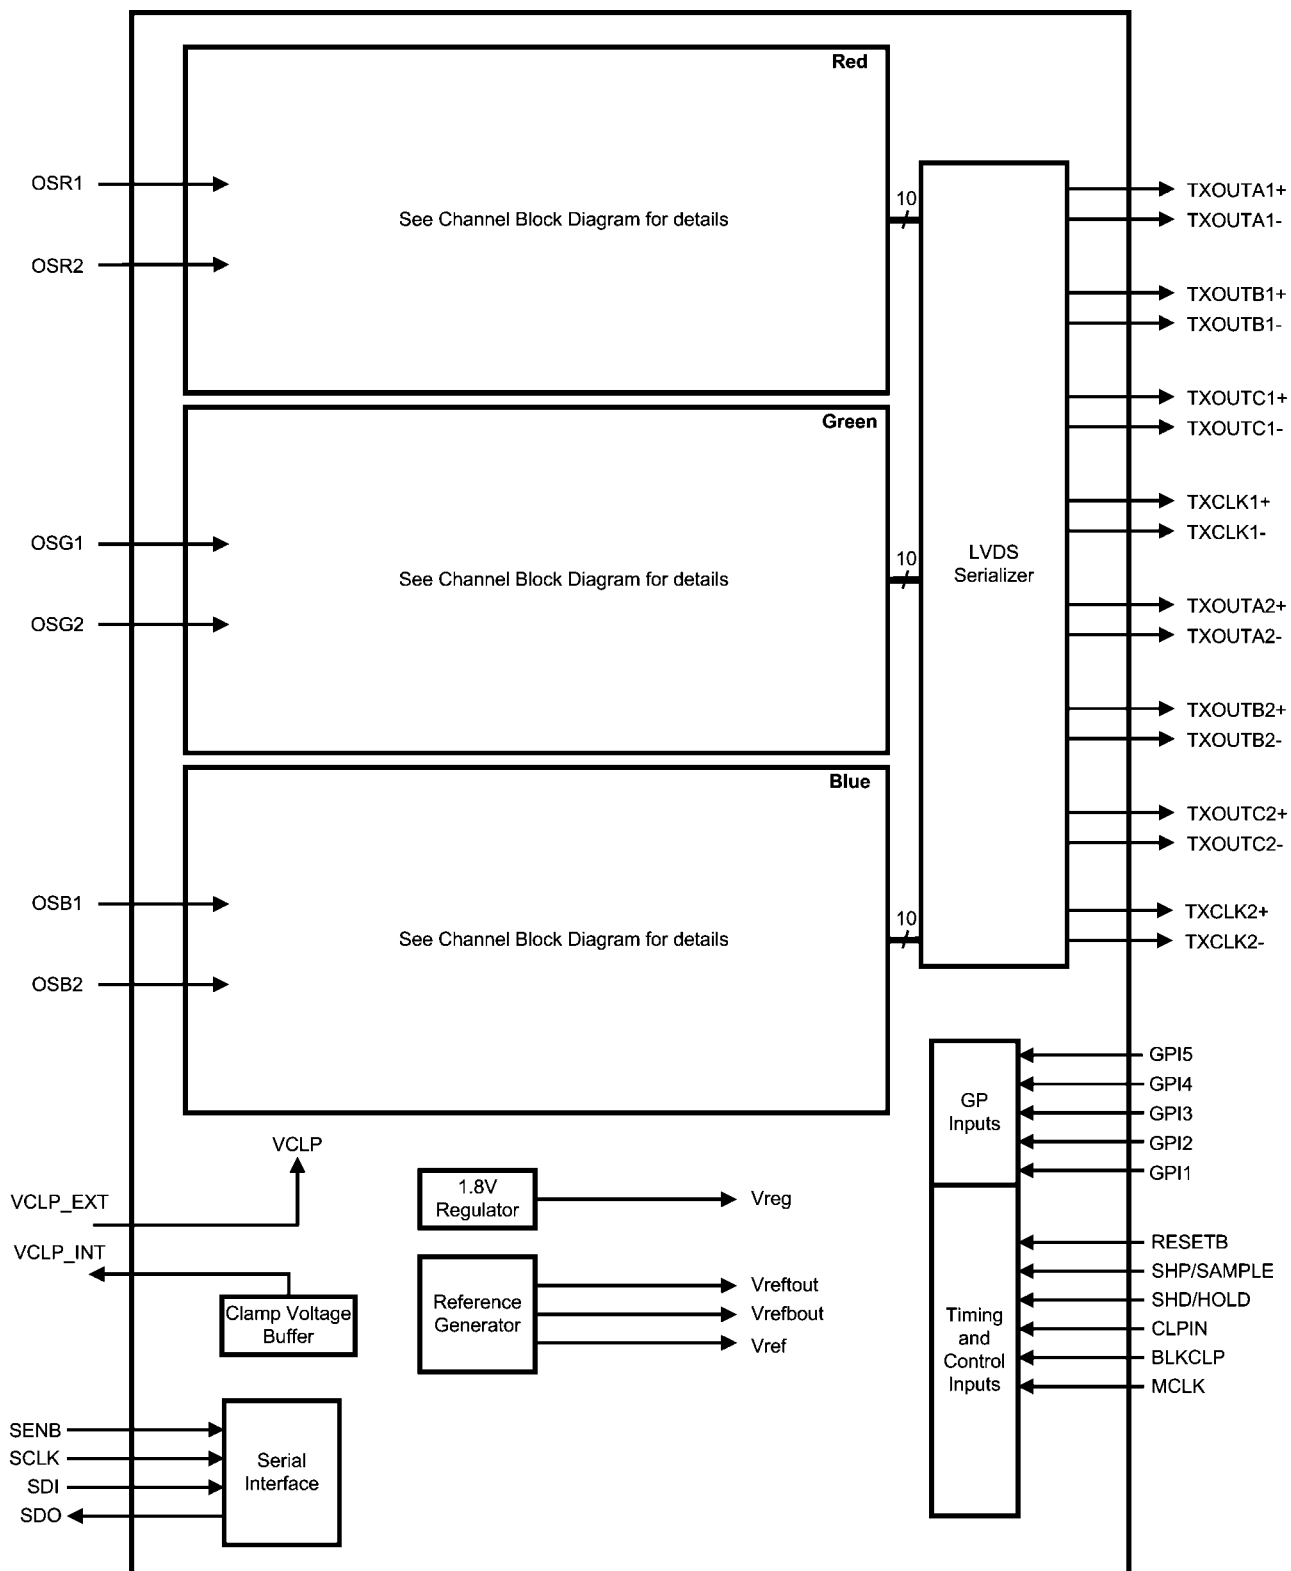 Red
OSR1
See Channel Block Diagram for details
OSR2
10
Green
OSG1
See Channel Block Diagram for details
OSG2
10
Blue
OSB1
See Channel Block Diagram for details
OSB2
10
LVDS
Serializer
TXOUTA1+
TXOUTA1-
TXOUTB1+
TXOUTB1-
TXOUTC1+
TXOUTC1-
TXCLK1+
TXCLK1-
TXOUTA2+
TXOUTA2-
TXOUTB2+
TXOUTB2-
TXOUTC2+
TXOUTC2-
TXCLK2+
TXCLK2-
GP
Inputs
GPI5
GPI4
GPI3
GPI2
GPI1
VCLP
VCLP_EXT
VCLP_INT
Clamp Voltage
Buffer
1.8V
Regulator
Vreg
Reference
Generator
Vreftout
Vrefbout
Vref
Timing
and
Control
Inputs
RESETB
SHP/SAMPLE
SHD/HOLD
CLPIN
BLKCLP
MCLK
SENB
SCLK
SDI
SDO
Serial
Interface